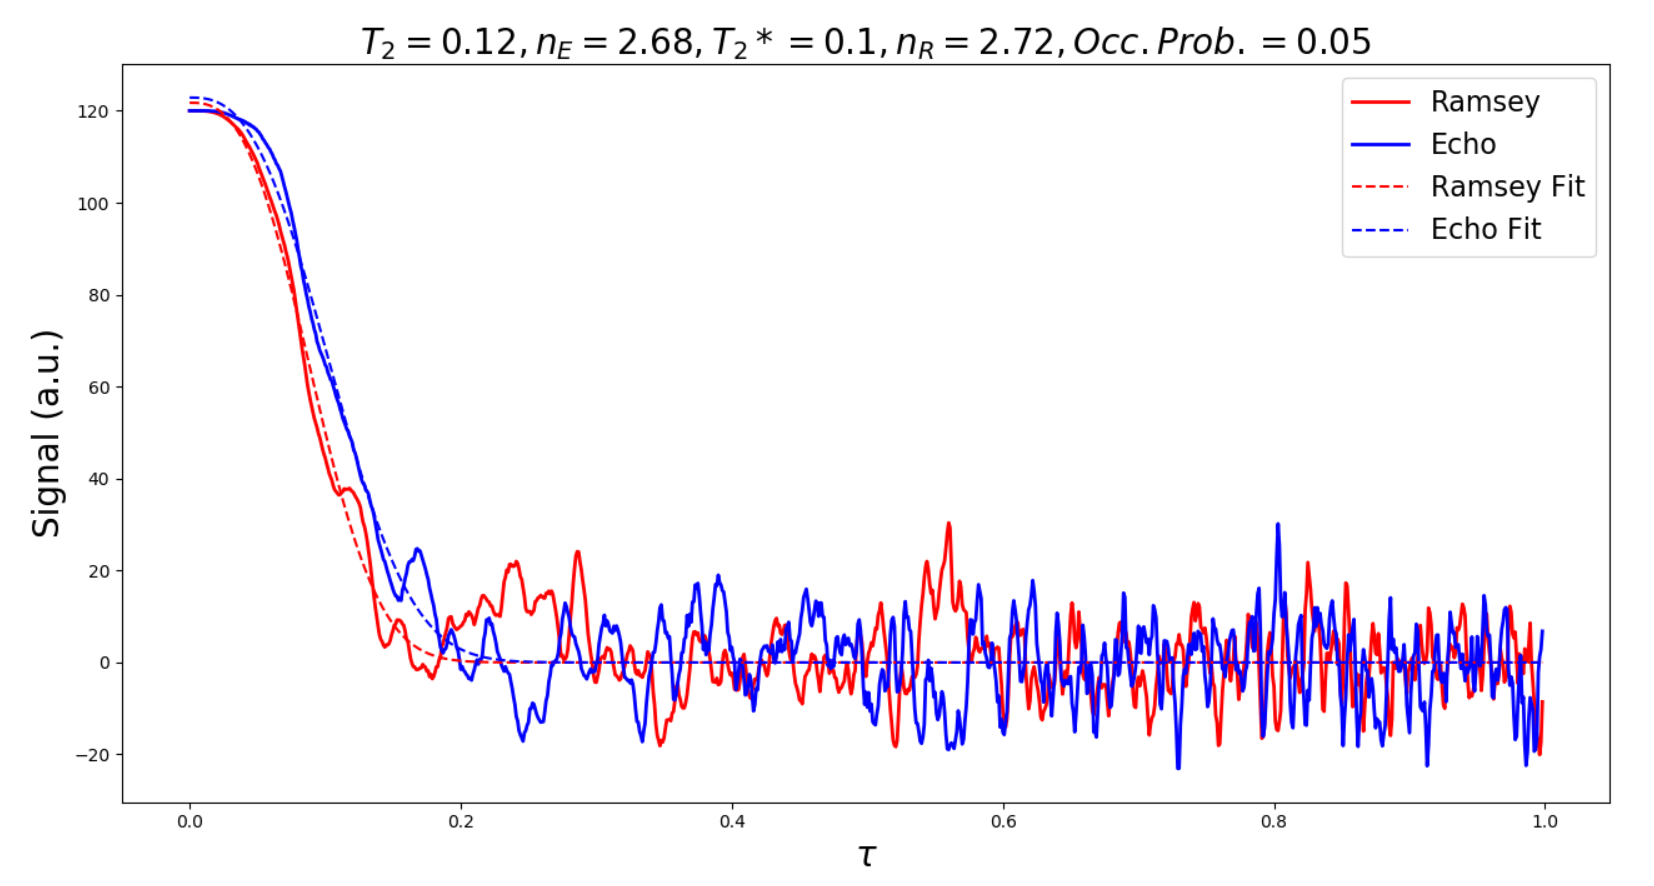 T₂ = 0.12, n_E = 2.68, T₂* = 0.1, n_R = 2.72, Occ. Prob. = 0.05
Ramsey
Echo
Ramsey Fit
Echo Fit
120
100
80
60
40
20
0
−20
Signal (a.u.)
0.0 0.2 0.4 0.6 0.8 1.0
τ